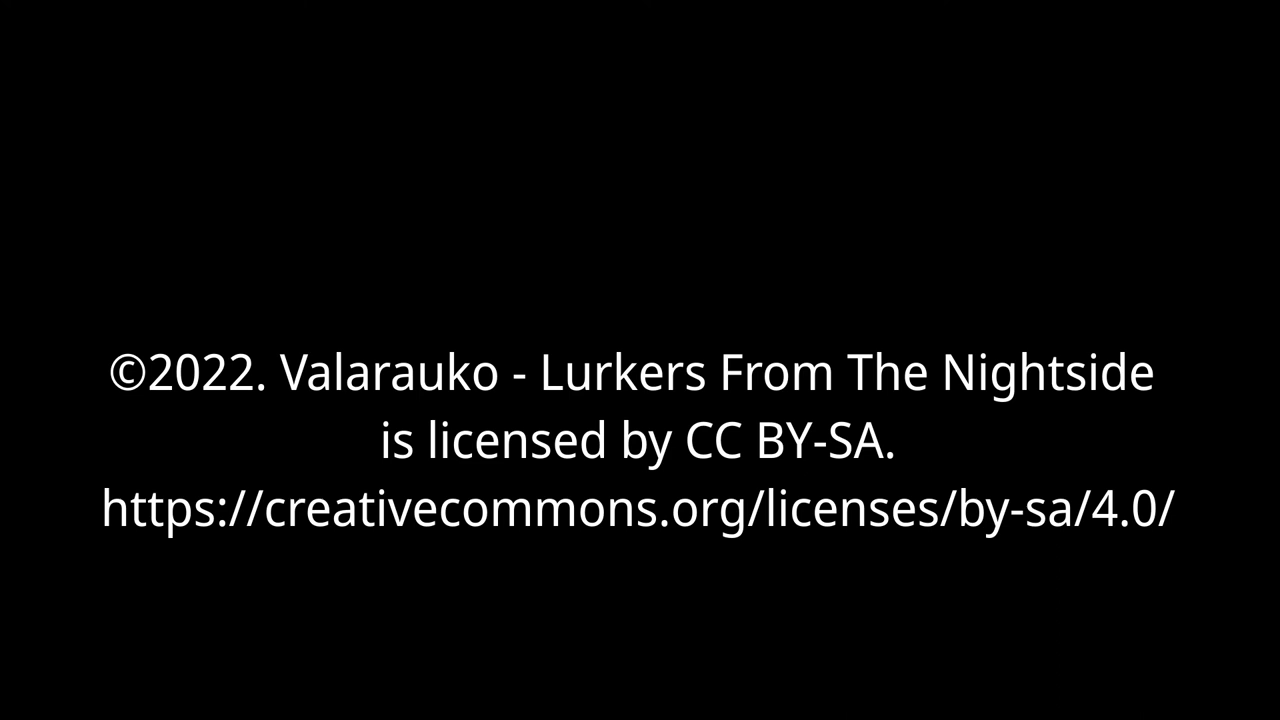 ©2022. Valarauko - Lurkers From The Nightside
is licensed by CC BY-SA.
https://creativecommons.org/licenses/by-sa/4.0/